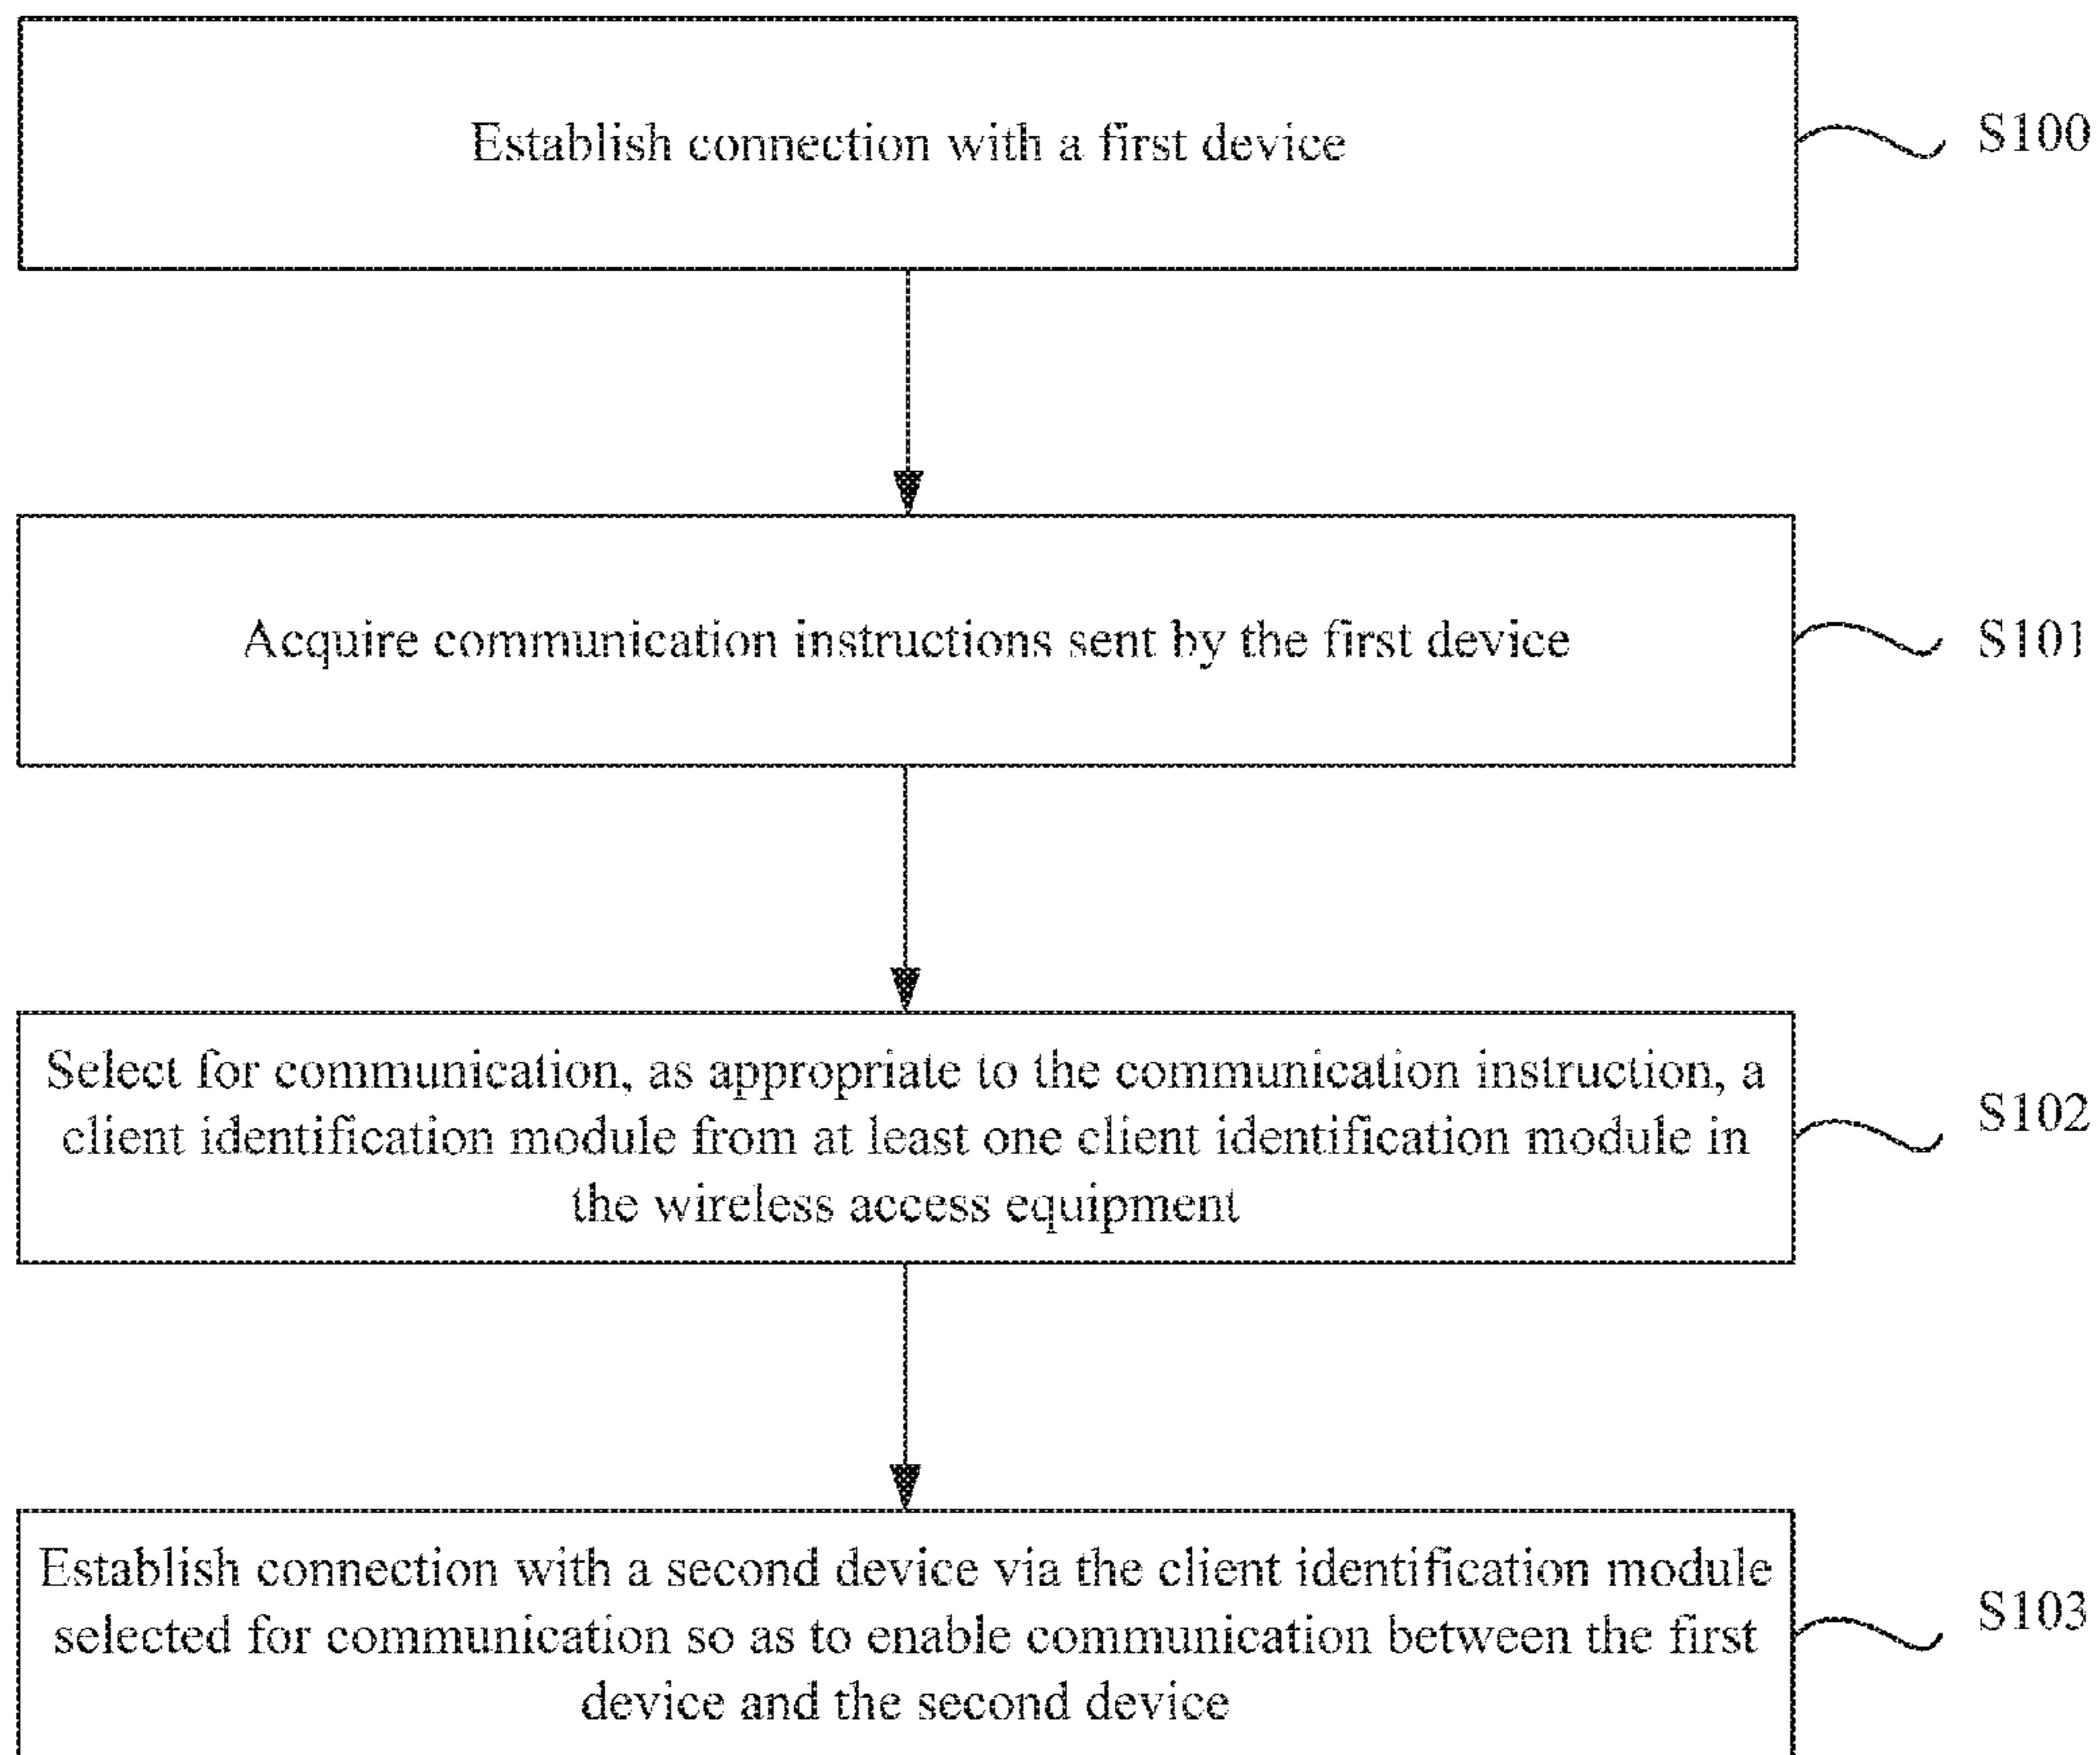 Establish connection with a first device
S100
Acquire communication instructions sent by the first device
S101
Select for communication, as appropriate to the communication instruction, a
client identification module from at least one client identification module in
the wireless access equipment
S102
Establish connection with a second device via the client identification module
selected for communication so as to enable communication between the first
device and the second device
S103